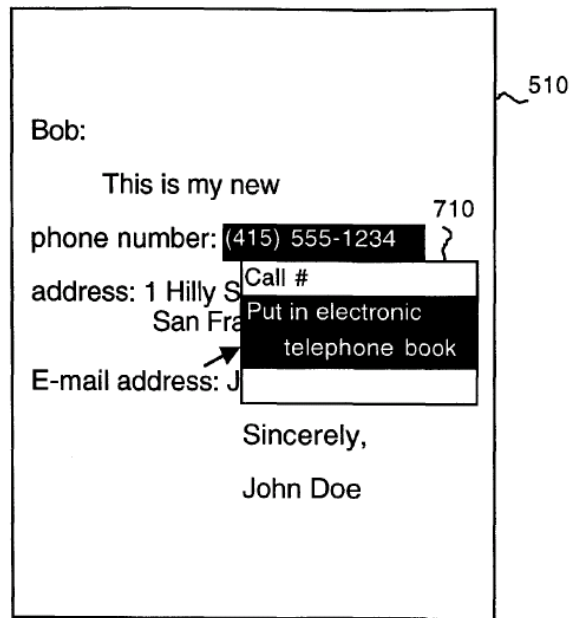 510
Bob:
This is my new
710
phone number: (415) 555-1234
Call #
address: 1 Hilly S
Put in electronic
San Fra
telephone book
E-mail address: J
Sincerely,
John Doe